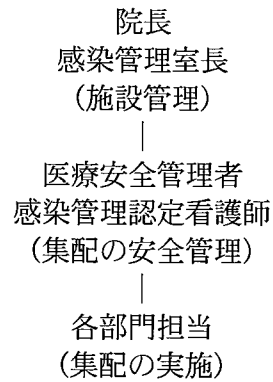 院長
感染管理室長
（施設管理）
医療安全管理者
感染管理認定看護師
（集配の安全管理）
各部門担当
（集配の実施）